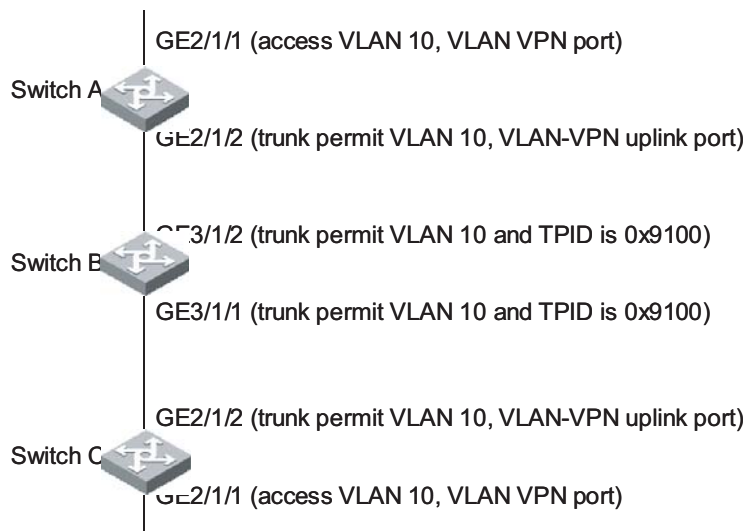 GE2/1/1 (access VLAN 10, VLAN VPN port)
Switch A
GE2/1/2 (trunk permit VLAN 10, VLAN-VPN uplink port)
GE3/1/2 (trunk permit VLAN 10 and TPID is 0x9100)
Switch B
GE3/1/1 (trunk permit VLAN 10 and TPID is 0x9100)
GE2/1/2 (trunk permit VLAN 10, VLAN-VPN uplink port)
Switch C
GE2/1/1 (access VLAN 10, VLAN VPN port)